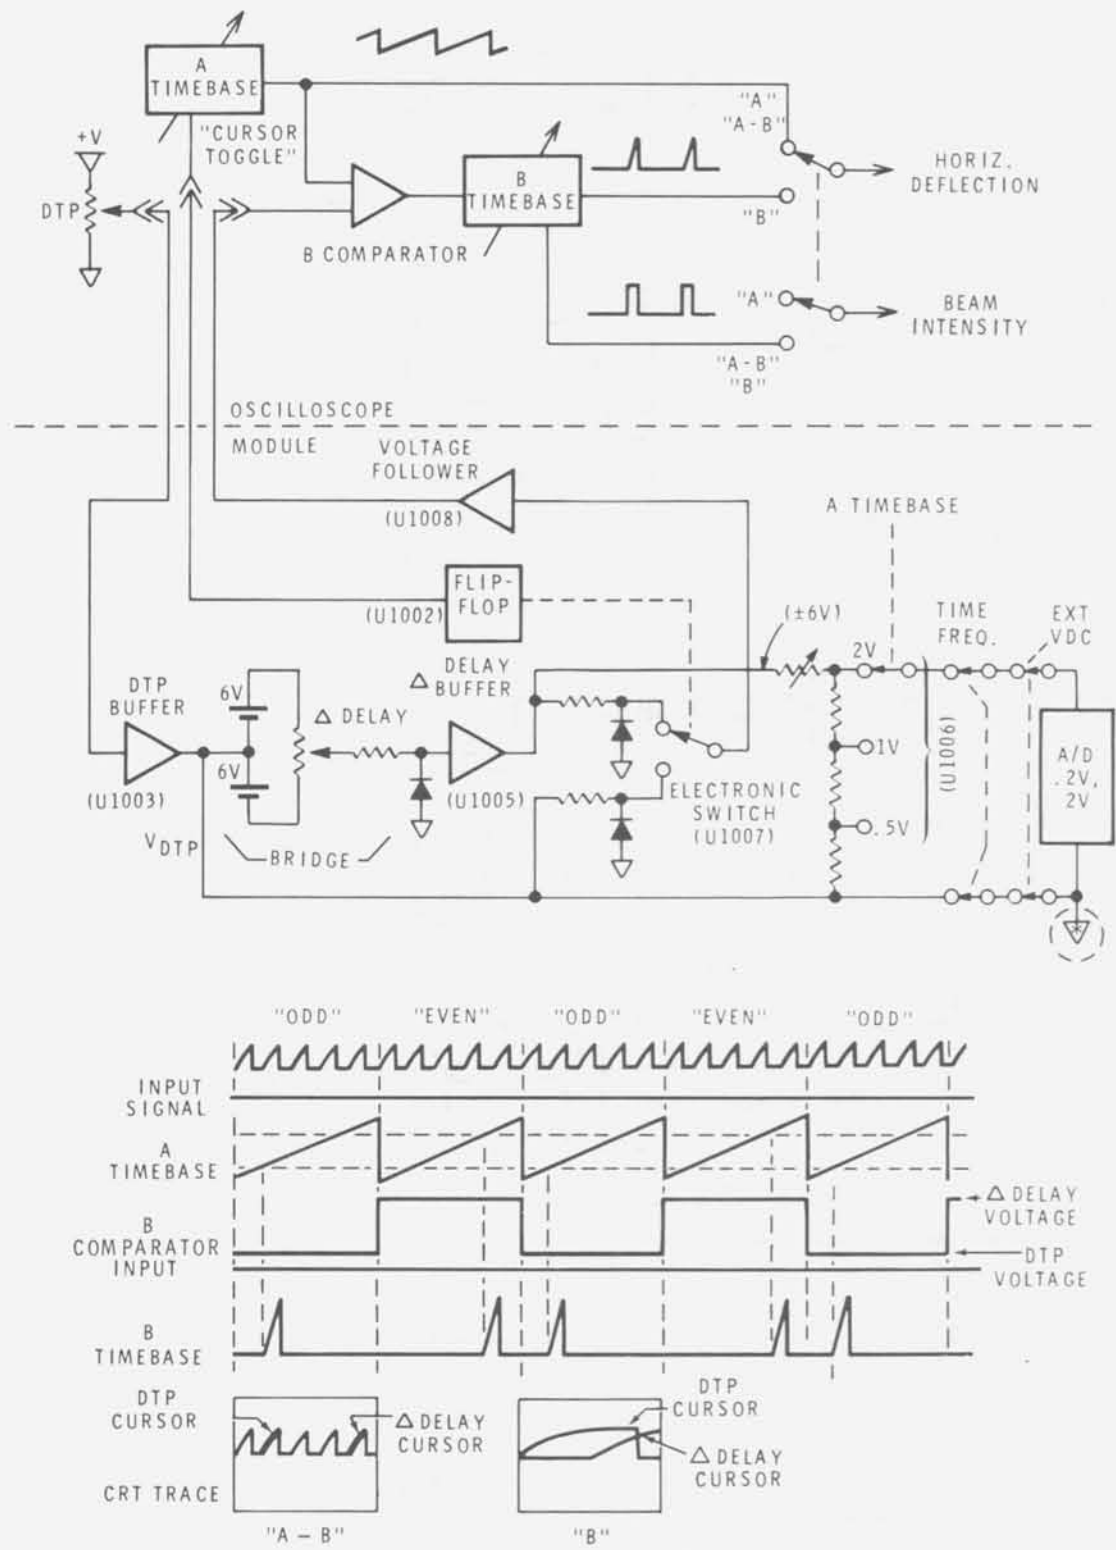 A
TIMEBASE
+V
"CURSOR
TOGGLE"
DTP
B COMPARATOR
B
TIMEBASE
"A"
"A-B"
"B"
HORIZ.
DEFLECTION
"A"
"A-B"
"B"
BEAM
INTENSITY
OSCILLOSCOPE
MODULE
VOLTAGE
FOLLOWER
(U1008)
A TIMEBASE
FLIP-
FLOP
(U1002)
(±6V)
2V
TIME
FREQ.
EXT
VDC
DTP
BUFFER
6V
Δ DELAY
Δ DELAY
BUFFER
6V
(U1003)
(U1005)
ELECTRONIC
SWITCH
(U1007)
1V
.5V
(U1006)
A/D
.2V,
2V
VDTP
BRIDGE
*
"ODD" "EVEN" "ODD" "EVEN" "ODD"
INPUT
SIGNAL
A
TIMEBASE
B
COMPARATOR
INPUT
Δ DELAY
VOLTAGE
DTP
VOLTAGE
B
TIMEBASE
DTP
CURSOR
Δ DELAY
CURSOR
DTP
CURSOR
Δ DELAY
CURSOR
CRT TRACE
"A – B"
"B"